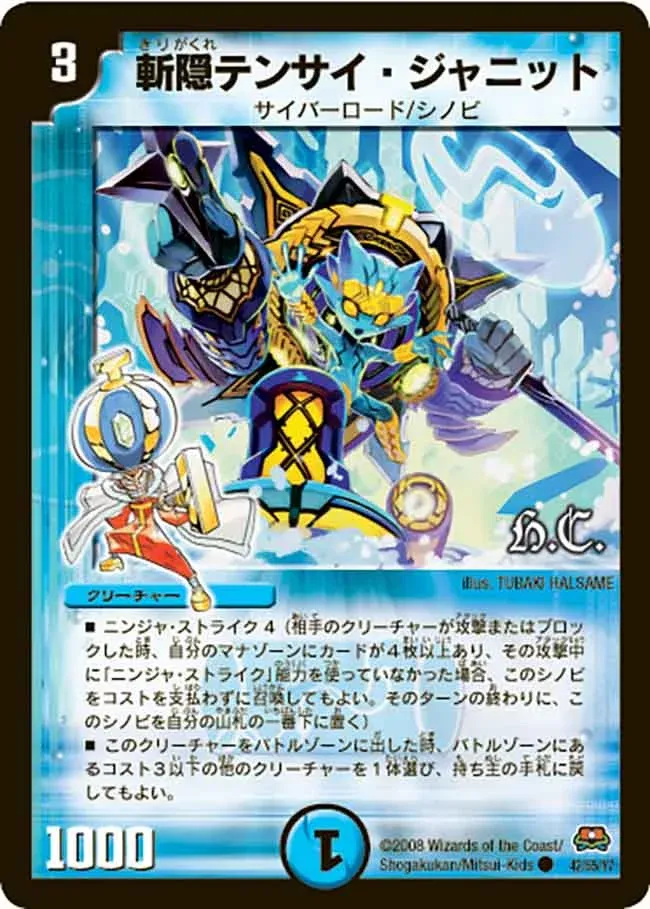 3
きりがくれ
斬隠テンサイ・ジャニット
サイバーロード/シノビ
H.C.
illus. TUBAKI HALSAME
クリーチャー
■ ニンジャ・ストライク4（相手のクリーチャーが攻撃またはブロッ
クした時、自分のマナゾーンにカードが4枚以上あり、その攻撃中
に「ニンジャ・ストライク」能力を使っていなかった場合、このシノビ
をコストを支払わずに召喚してもよい。そのターンの終わりに、こ
のシノビを自分の山札の一番下に置く）
■ このクリーチャーをバトルゾーンに出した時、バトルゾーンにあ
るコスト3以下の他のクリーチャーを1体選び、持ち主の手札に戻
してもよい。
1000
1
©2008 Wizards of the Coast/
Shogakukan/Mitsui-Kids
42/55/Y7